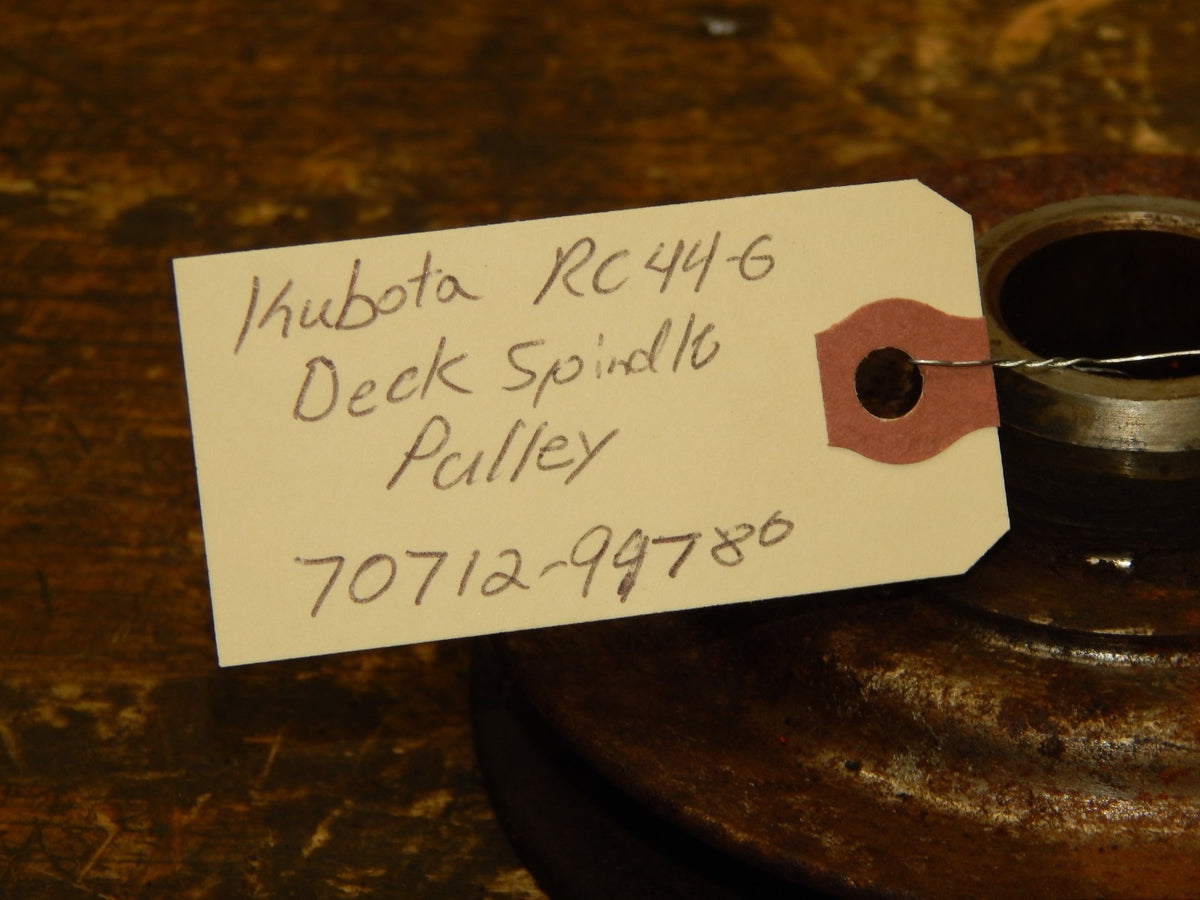 Kubota RC44-G
Deck Spindle
Pulley
70712-99780